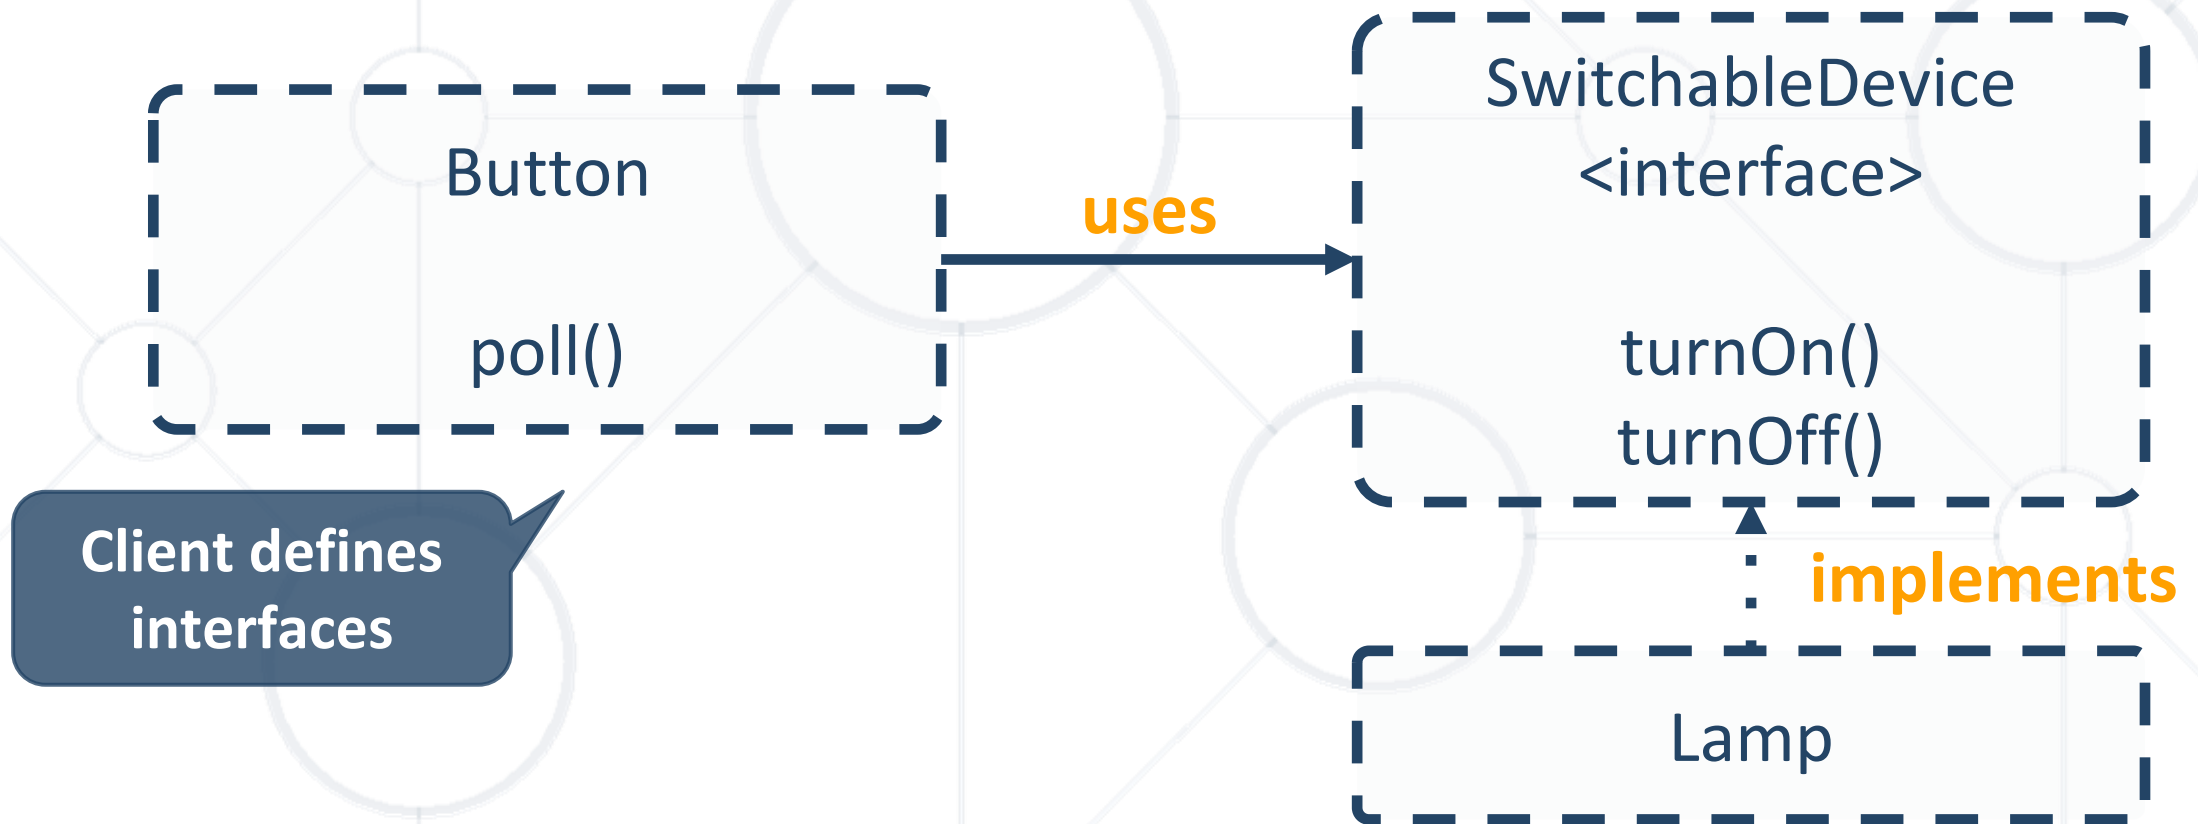 Button
poll()
uses
SwitchableDevice
<interface>
turnOn()
turnOff()
Client defines
interfaces
implements
Lamp